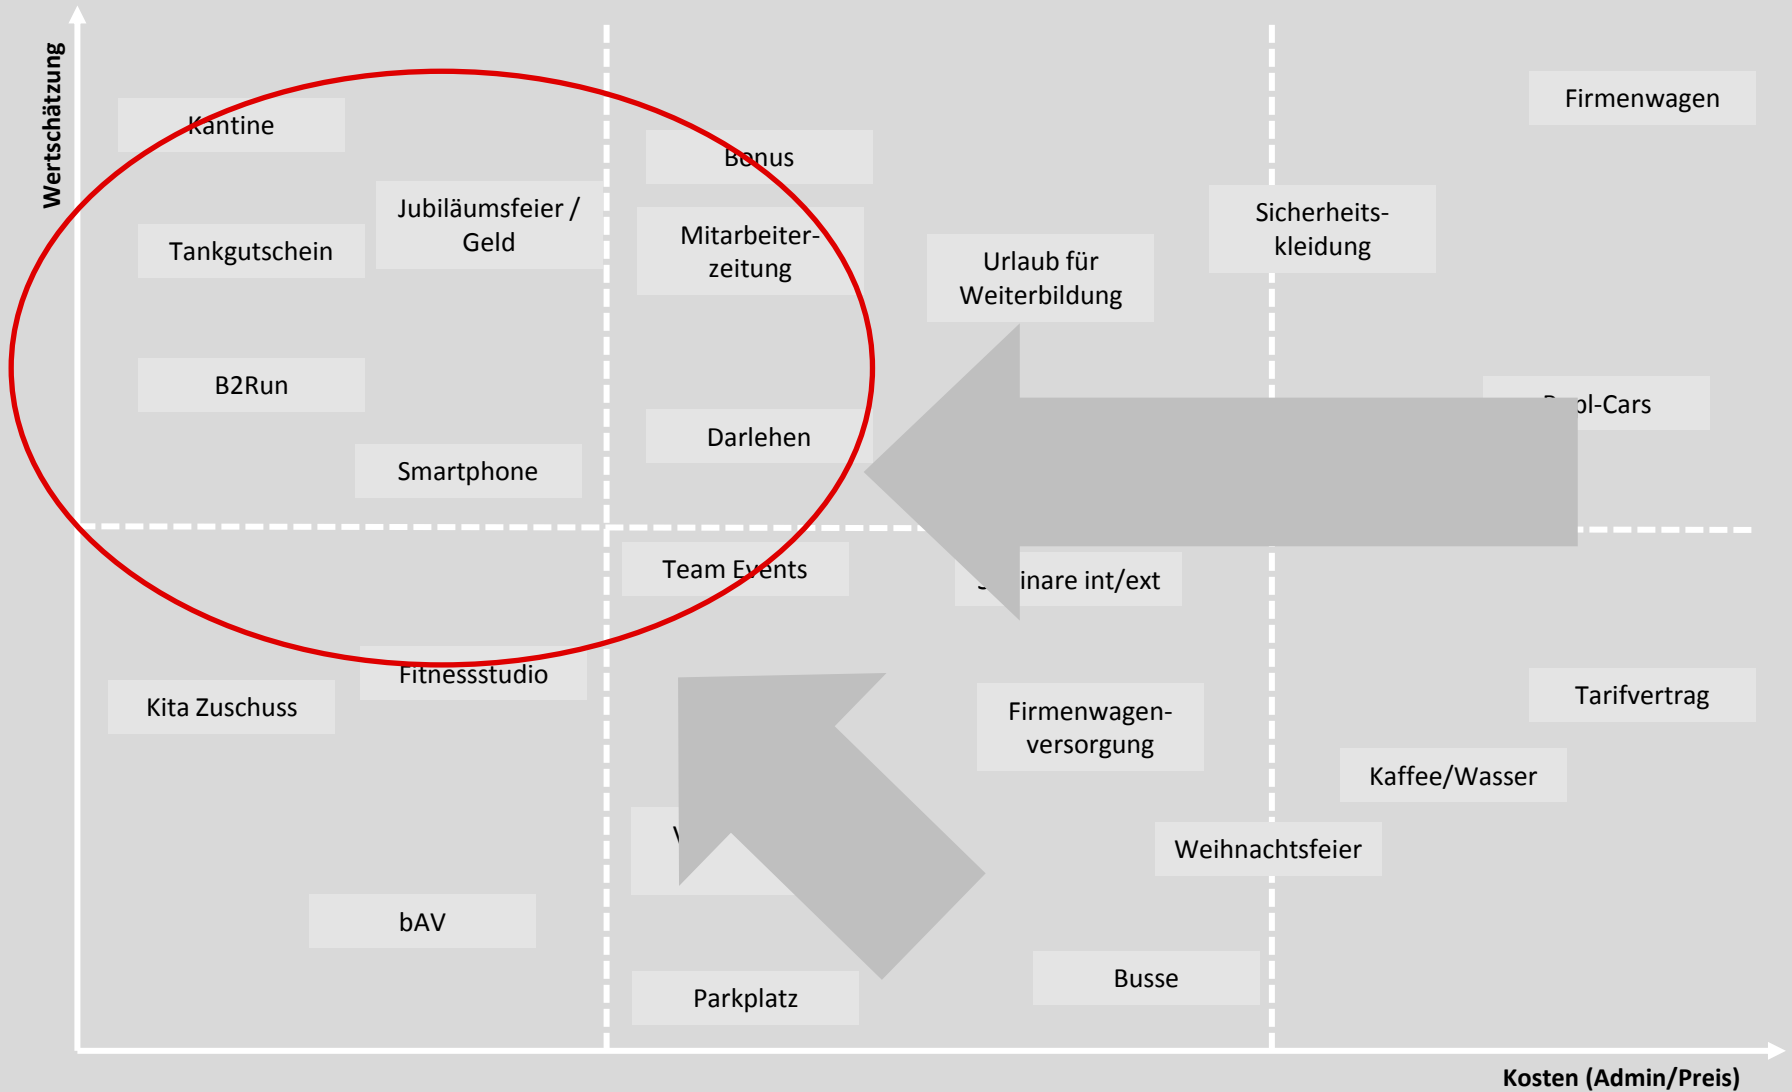 Wertschätzung
Kantine
Firmenwagen
Bonus
Jubiläumsfeier /
Geld
Tankgutschein
Mitarbeiter-
zeitung
Urlaub für
Weiterbildung
Sicherheits-
kleidung
B2Run
Smartphone
Darlehen
Team Events
inare int/ext
Fitnessstudio
Kita Zuschuss
Firmenwagen-
versorgung
Tarifvertrag
Kaffee/Wasser
Weihnachtsfeier
bAV
Parkplatz
Busse
Kosten (Admin/Preis)